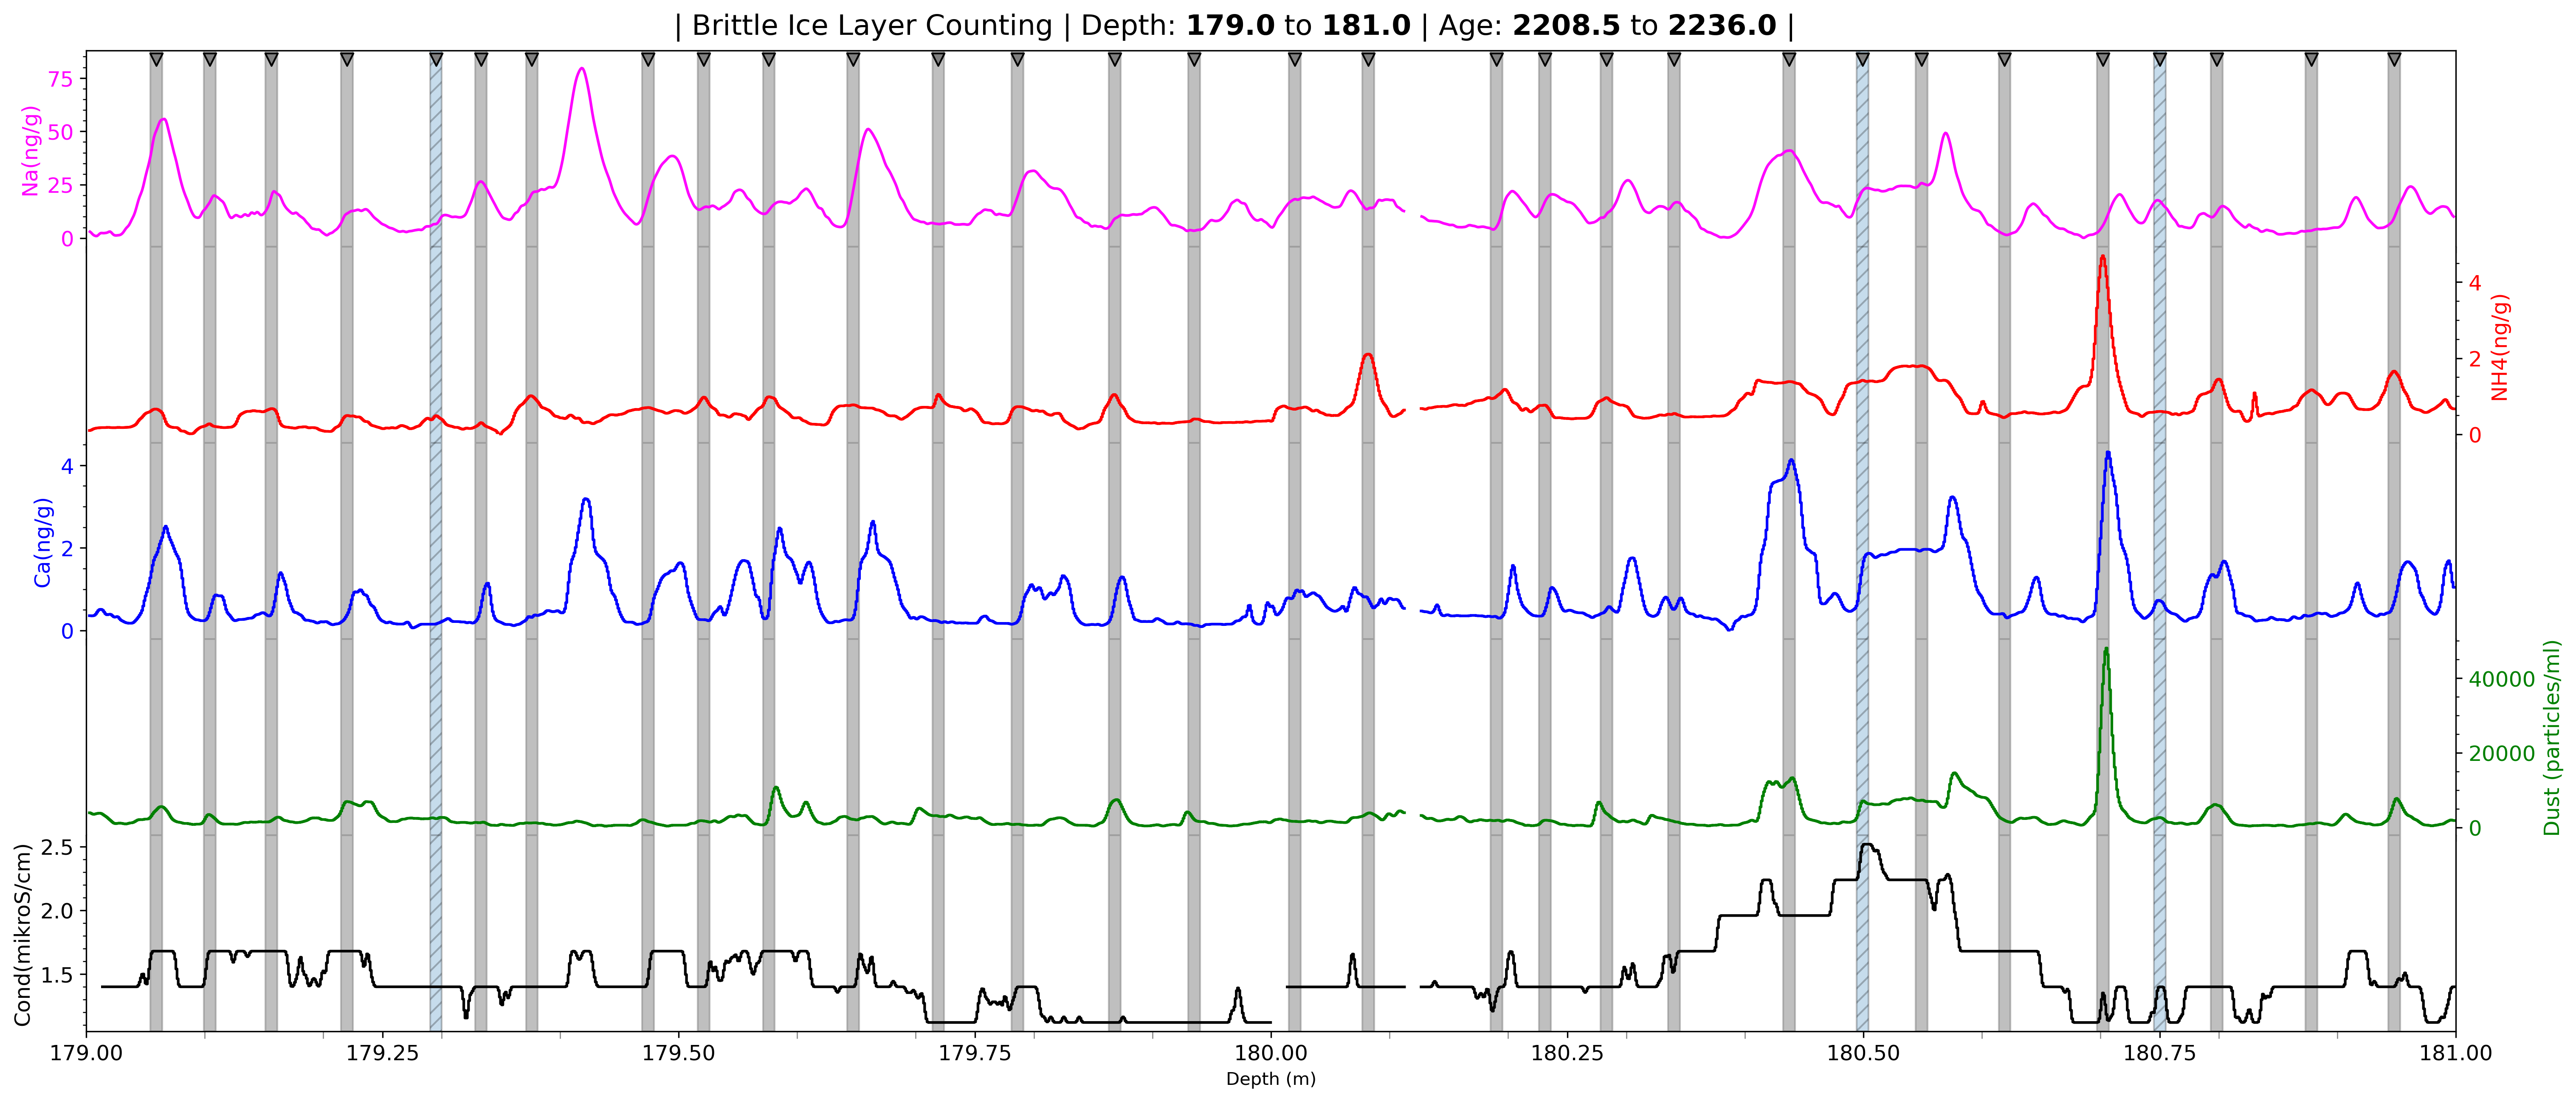 | Brittle Ice Layer Counting | Depth: 179.0 to 181.0 | Age: 2208.5 to 2236.0 |
Na(ng/g)
75
50
25
0
NH4(ng/g)
4
2
0
Ca(ng/g)
4
2
0
Dust (particles/ml)
40000
20000
0
Cond(mikroS/cm)
2.5
2.0
1.5
179.00 179.25 179.50 179.75 180.00 180.25 180.50 180.75 181.00
Depth (m)